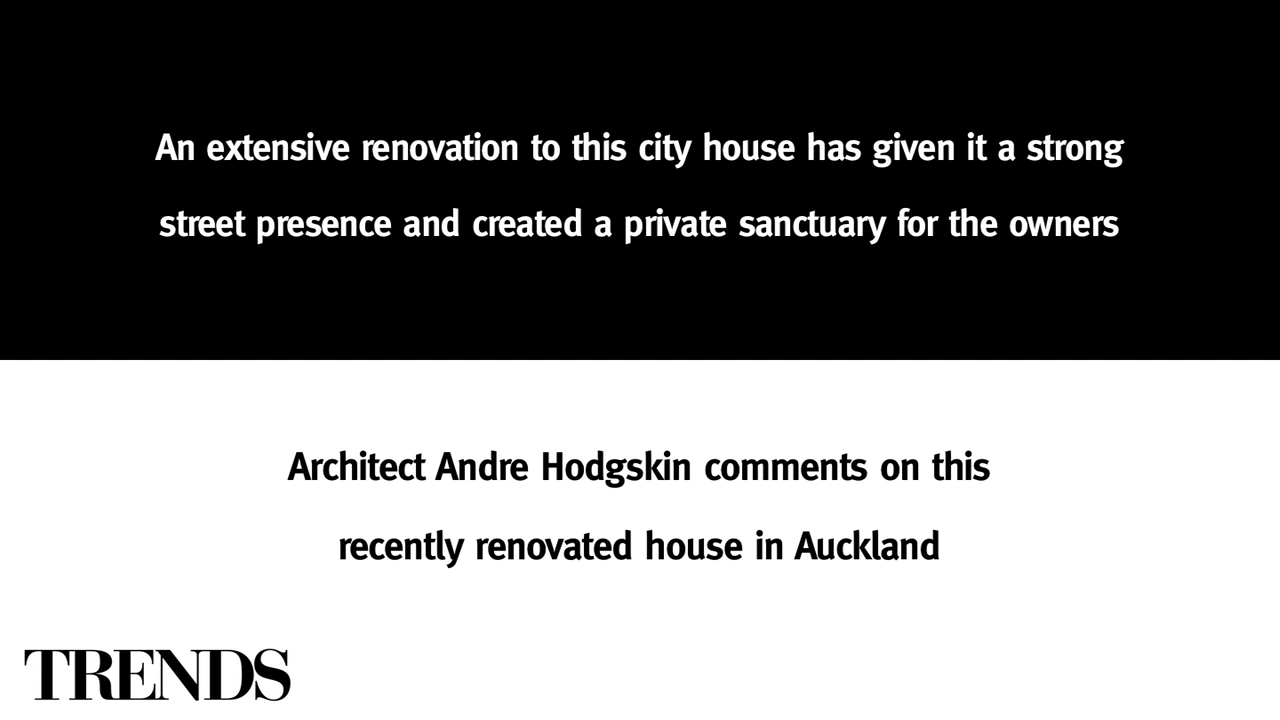 An extensive renovation to this city house has given it a strong
street presence and created a private sanctuary for the owners
Architect Andre Hodgskin comments on this
recently renovated house in Auckland
TRENDS